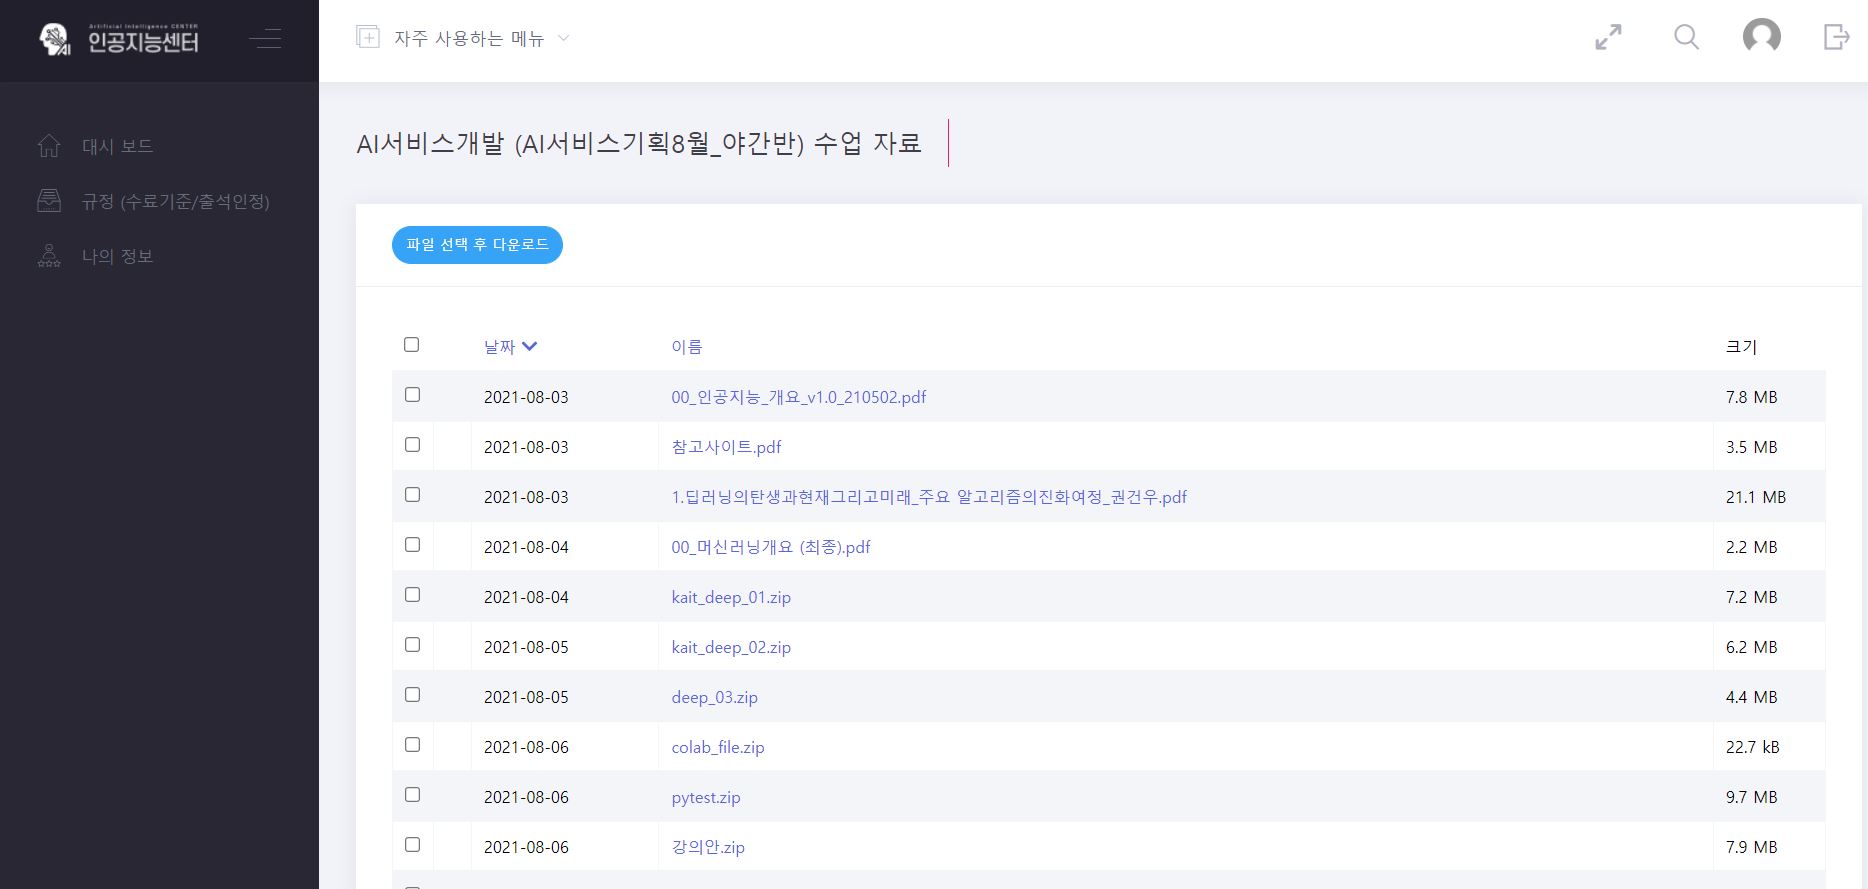 Artificial Intelligence CENTER
인공지능센터
AI
자주 사용하는 메뉴
대시 보드
규정 (수료기준/출석인정)
나의 정보
AI서비스개발 (AI서비스기획8월_야간반) 수업 자료
파일 선택 후 다운로드
날짜 이름 크기
2021-08-03 00_인공지능_개요_v1.0_210502.pdf 7.8 MB
2021-08-03 참고사이트.pdf 3.5 MB
2021-08-03 1.딥러닝의탄생과현재그리고미래_주요 알고리즘의진화여정_권건우.pdf 21.1 MB
2021-08-04 00_머신러닝개요 (최종).pdf 2.2 MB
2021-08-04 kait_deep_01.zip 7.2 MB
2021-08-05 kait_deep_02.zip 6.2 MB
2021-08-05 deep_03.zip 4.4 MB
2021-08-06 colab_file.zip 22.7 kB
2021-08-06 pytest.zip 9.7 MB
2021-08-06 강의안.zip 7.9 MB